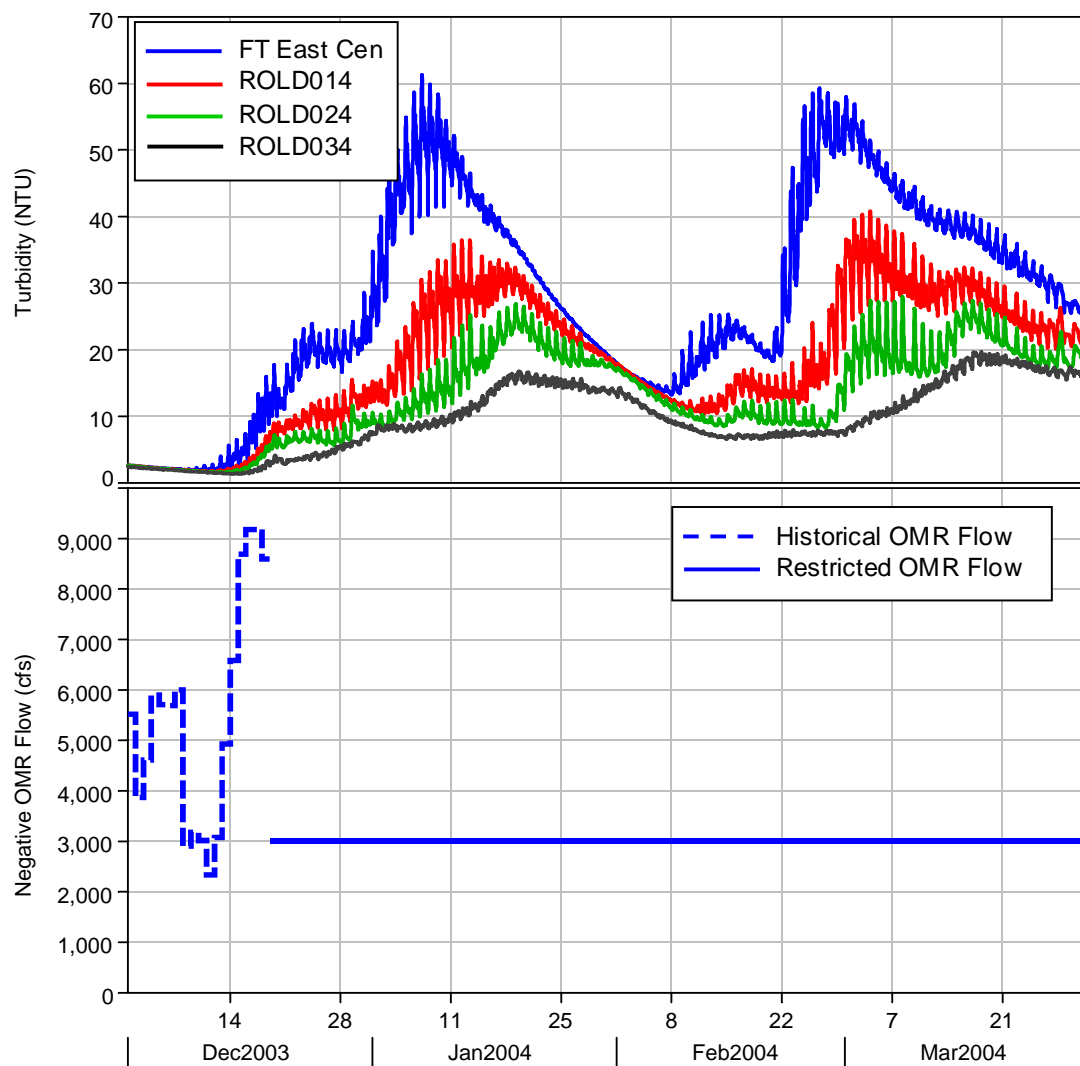 70
60
50
40
30
20
10
0
Turbidity (NTU)
FT East Cen
ROLD014
ROLD024
ROLD034
9,000
8,000
7,000
6,000
5,000
4,000
3,000
2,000
1,000
0
Negative OMR Flow (cfs)
Historical OMR Flow
Restricted OMR Flow
14 28 11 25 8 22 7 21
Dec2003 Jan2004 Feb2004 Mar2004